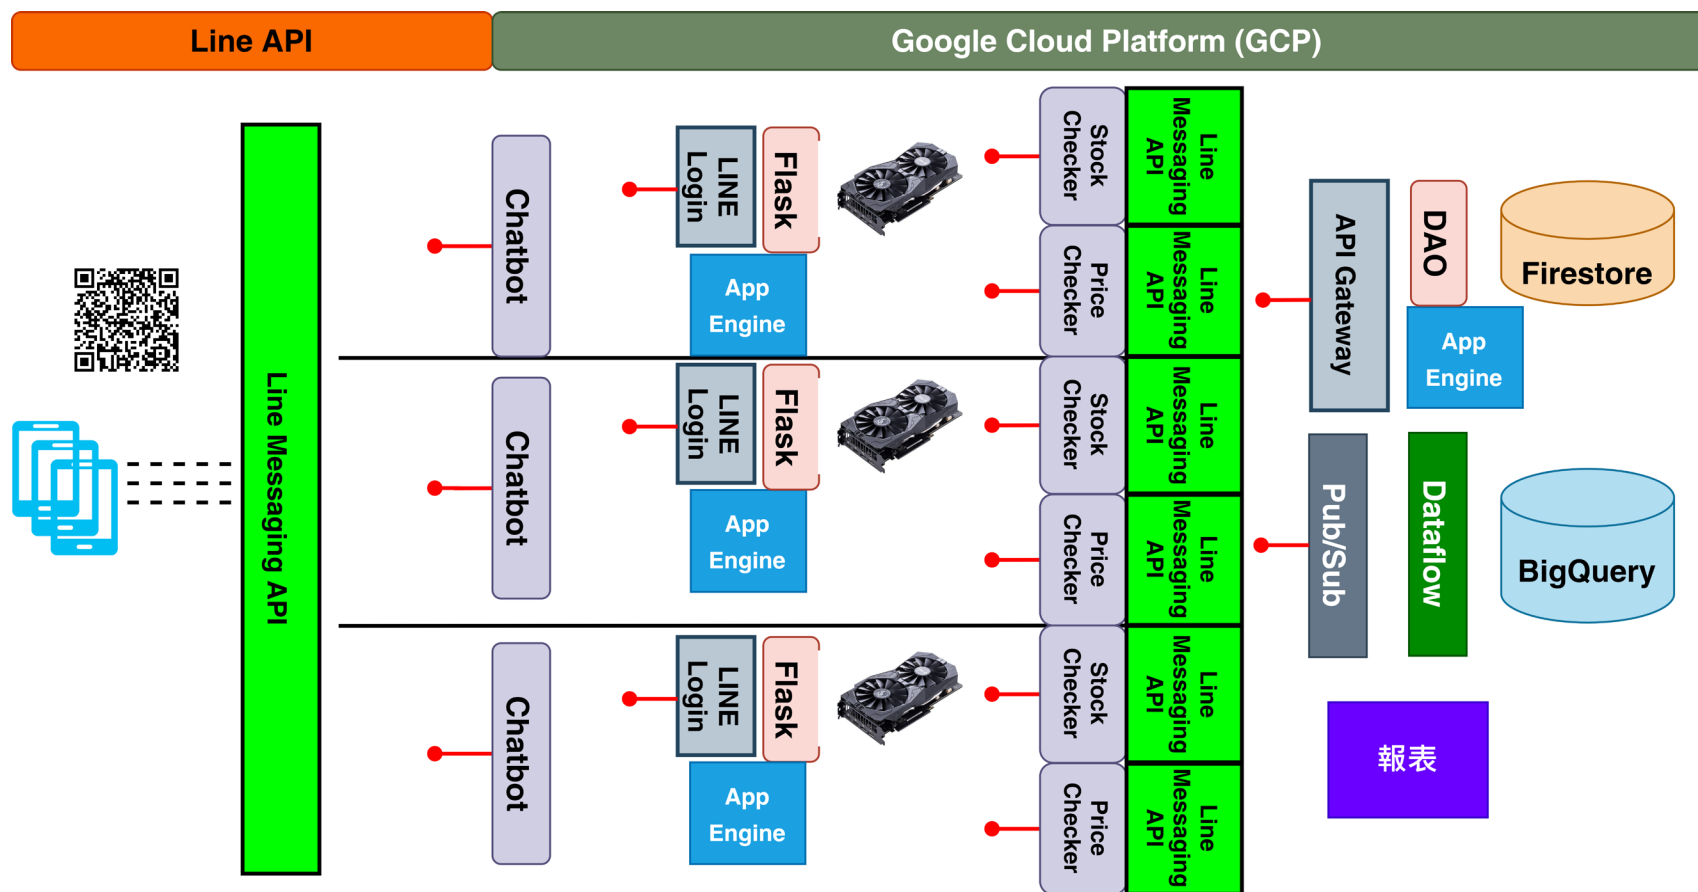 Line API
Google Cloud Platform (GCP)
Line Messaging API
Chatbot
LINE
Login
Flask
App
Engine
Stock
Checker
Line
Messaging
API
Price
Checker
Line
Messaging
API
Chatbot
LINE
Login
Flask
App
Engine
Stock
Checker
Line
Messaging
API
Price
Checker
Line
Messaging
API
Chatbot
LINE
Login
Flask
App
Engine
Stock
Checker
Line
Messaging
API
Price
Checker
Line
Messaging
API
API Gateway
DAO
App
Engine
Firestore
Pub/Sub
Dataflow
BigQuery
報表